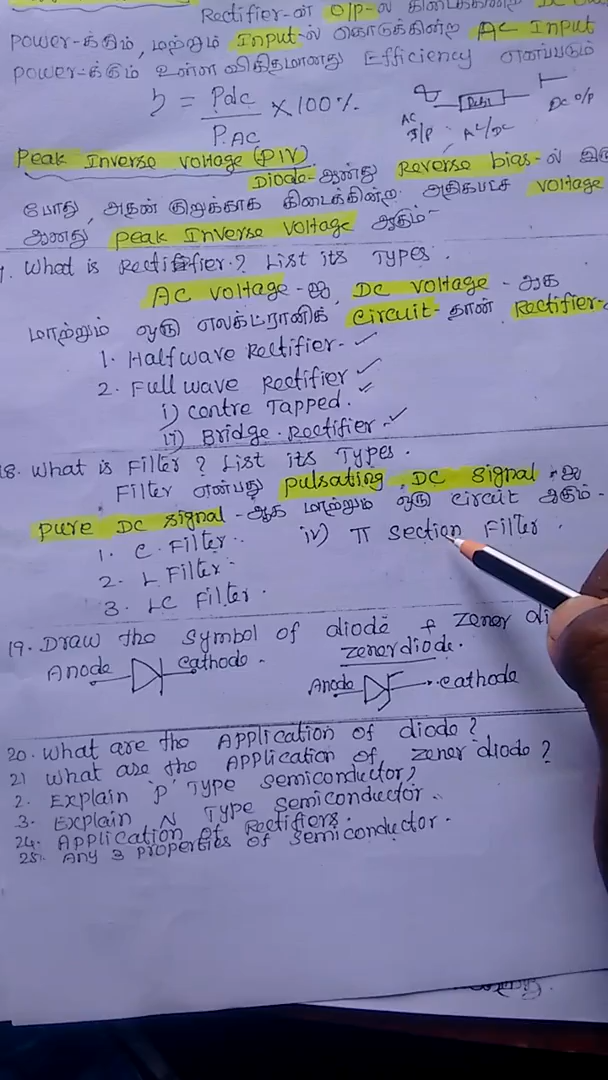 Rectifier-ன் O/P-ல் கிடைக்கின்ற DC
Power-க்கும், மற்றும் Input-ல் கொடுக்கின்ற AC Input
Power-க்கும் உள்ள விகிதமானது Efficiency எனப்படும்
η = Pdc / P.AC × 100%
AC I/P AC/DC DC O/P
Peak Inverse Voltage (PIV)
Diode-ஆனது Reverse bias-ல்
போது, அதன் குறுக்காக கிடைக்கின்ற அதிகபட்ச Voltage
ஆனது Peak Inverse Voltage ஆகும்-
What is Rectifier? List its Types.
AC Voltage-ஐ DC Voltage-ஆக
மாற்றும் ஒரு எலக்ட்ரானிக் Circuit-தான் Rectifier-
1. Halfwave Rectifier-
2. Full wave Rectifier
i) Contre Tapped.
ii) Bridge Rectifier-
18. What is Filter? List its Types.
Filter என்பது Pulsating DC Signal-ஐ
Pure DC Signal-ஆக மாற்றும் ஒரு circuit ஆகும்-
1. C. Filter. iv) π Section Filter.
2. L Filter-
3. LC Filter.
19. Draw the Symbol of diode + Zener di
Zenerdiode.
Anode Cathode. Anode Cathode
20. What are the Application of diode?
21 What are the Application of Zener diode?
2. Explain 'P' Type semiconductor?
3. Explain N Type Semiconductor.
24. Application of Rectifiers.
25. Any 3 properties of Semiconductor.